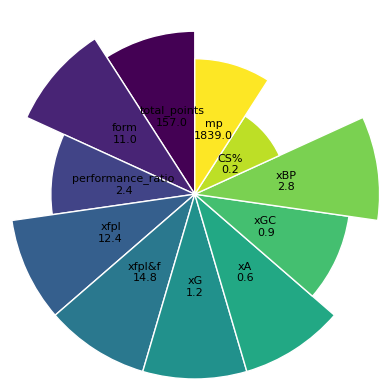 total_points
157.0
mp
1839.0
form
11.0
CS%
0.2
xBP
2.8
performance_ratio
2.4
xGC
0.9
xfpl
12.4
xfpl&f
14.8
xG
1.2
xA
0.6